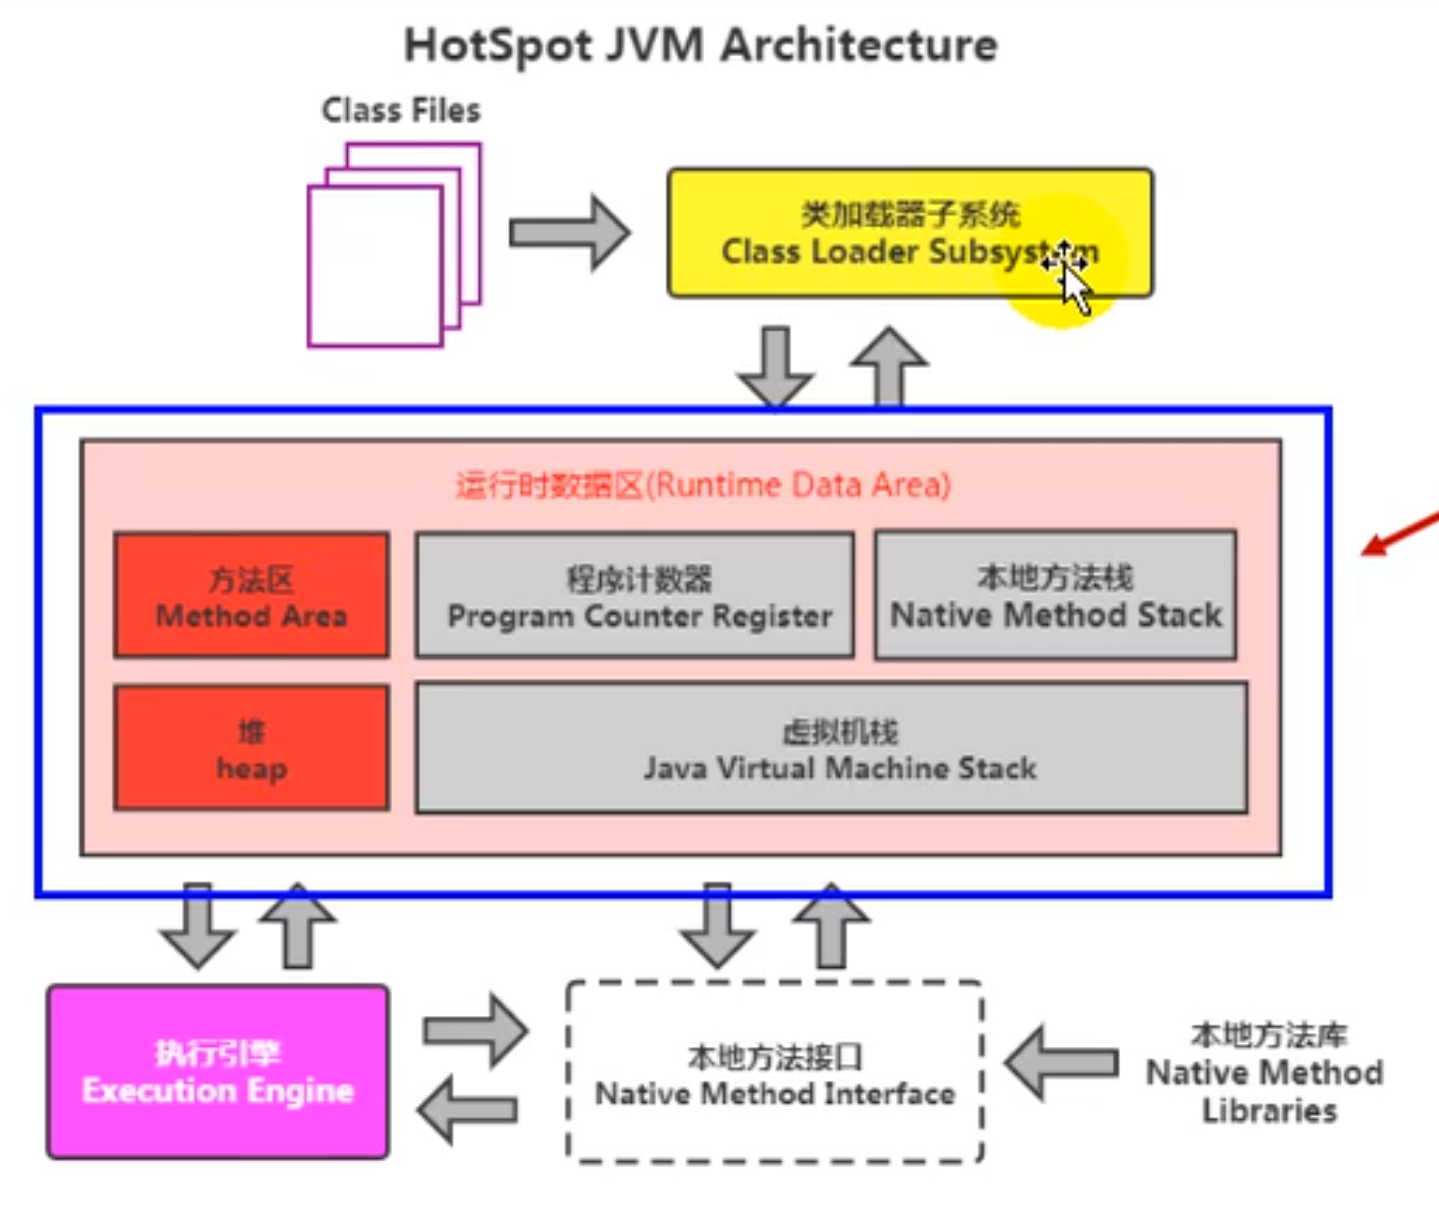 HotSpot JVM Architecture
Class Files
类加载器子系统
Class Loader Subsystem
运行时数据区(Runtime Data Area)
方法区
Method Area
程序计数器
Program Counter Register
本地方法栈
Native Method Stack
堆
heap
虚拟机栈
Java Virtual Machine Stack
执行引擎
Execution Engine
本地方法接口
Native Method Interface
本地方法库
Native Method
Libraries